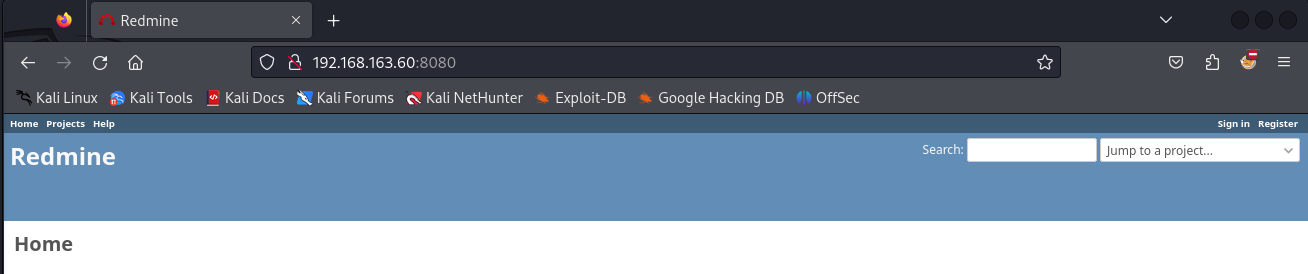 Redmine
192.168.163.60:8080
Kali Linux Kali Tools Kali Docs Kali Forums Kali NetHunter Exploit-DB Google Hacking DB OffSec
Home Projects Help Sign in Register
Redmine Search: Jump to a project...
Home